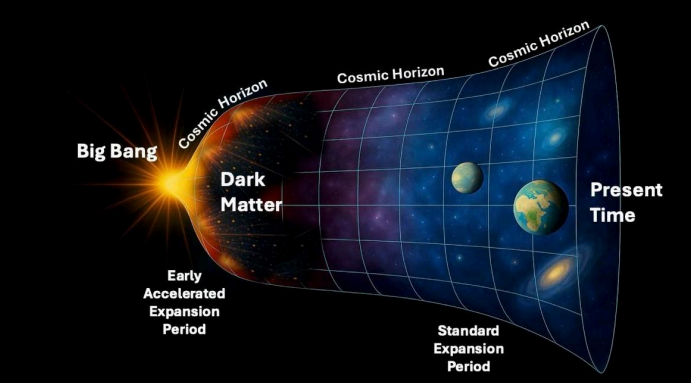 Cosmic Horizon
Cosmic Horizon
Cosmic Horizon
Big Bang
Dark
Matter
Present
Time
Early
Accelerated
Expansion
Period
Standard
Expansion
Period